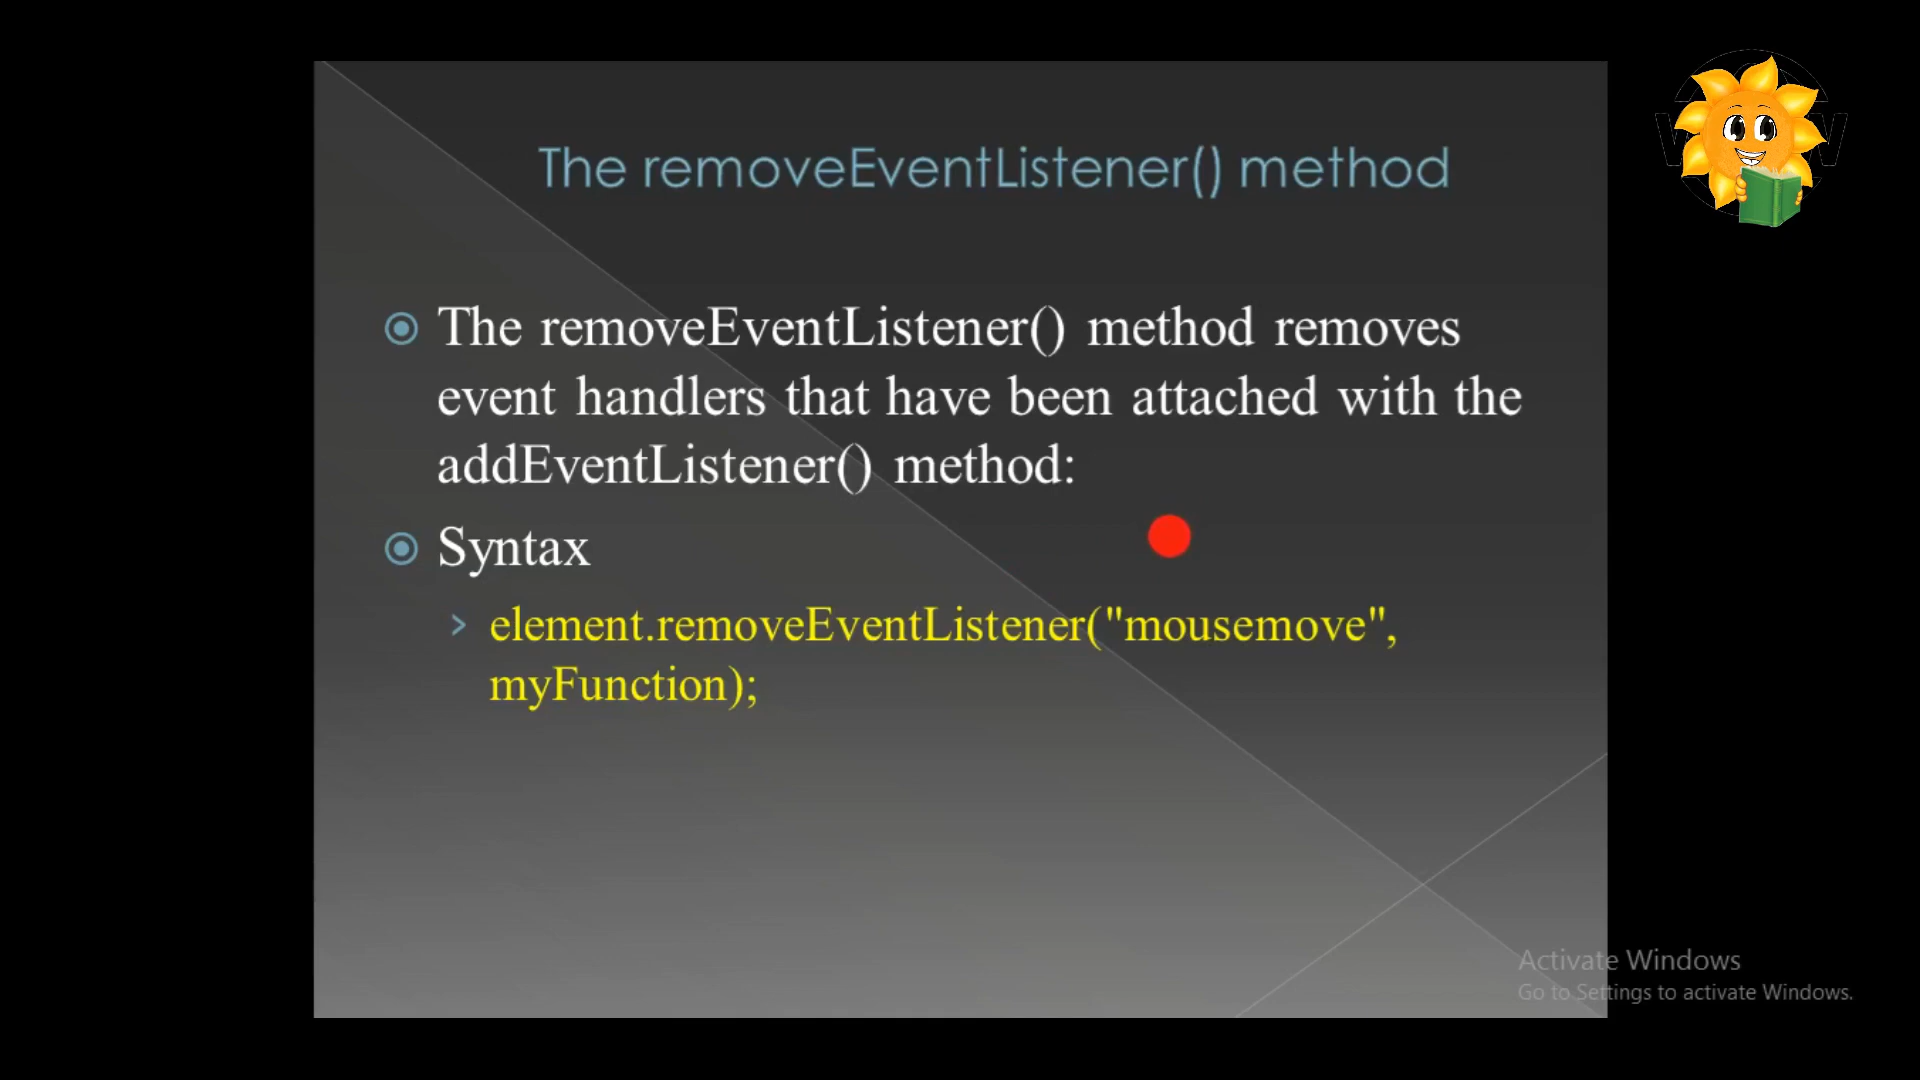 The removeEventListener() method
The removeEventListener() method removes
event handlers that have been attached with the
addEventListener() method:
Syntax
element.removeEventListener("mousemove",
myFunction);
Activate Windows
Go to Settings to activate Windows.